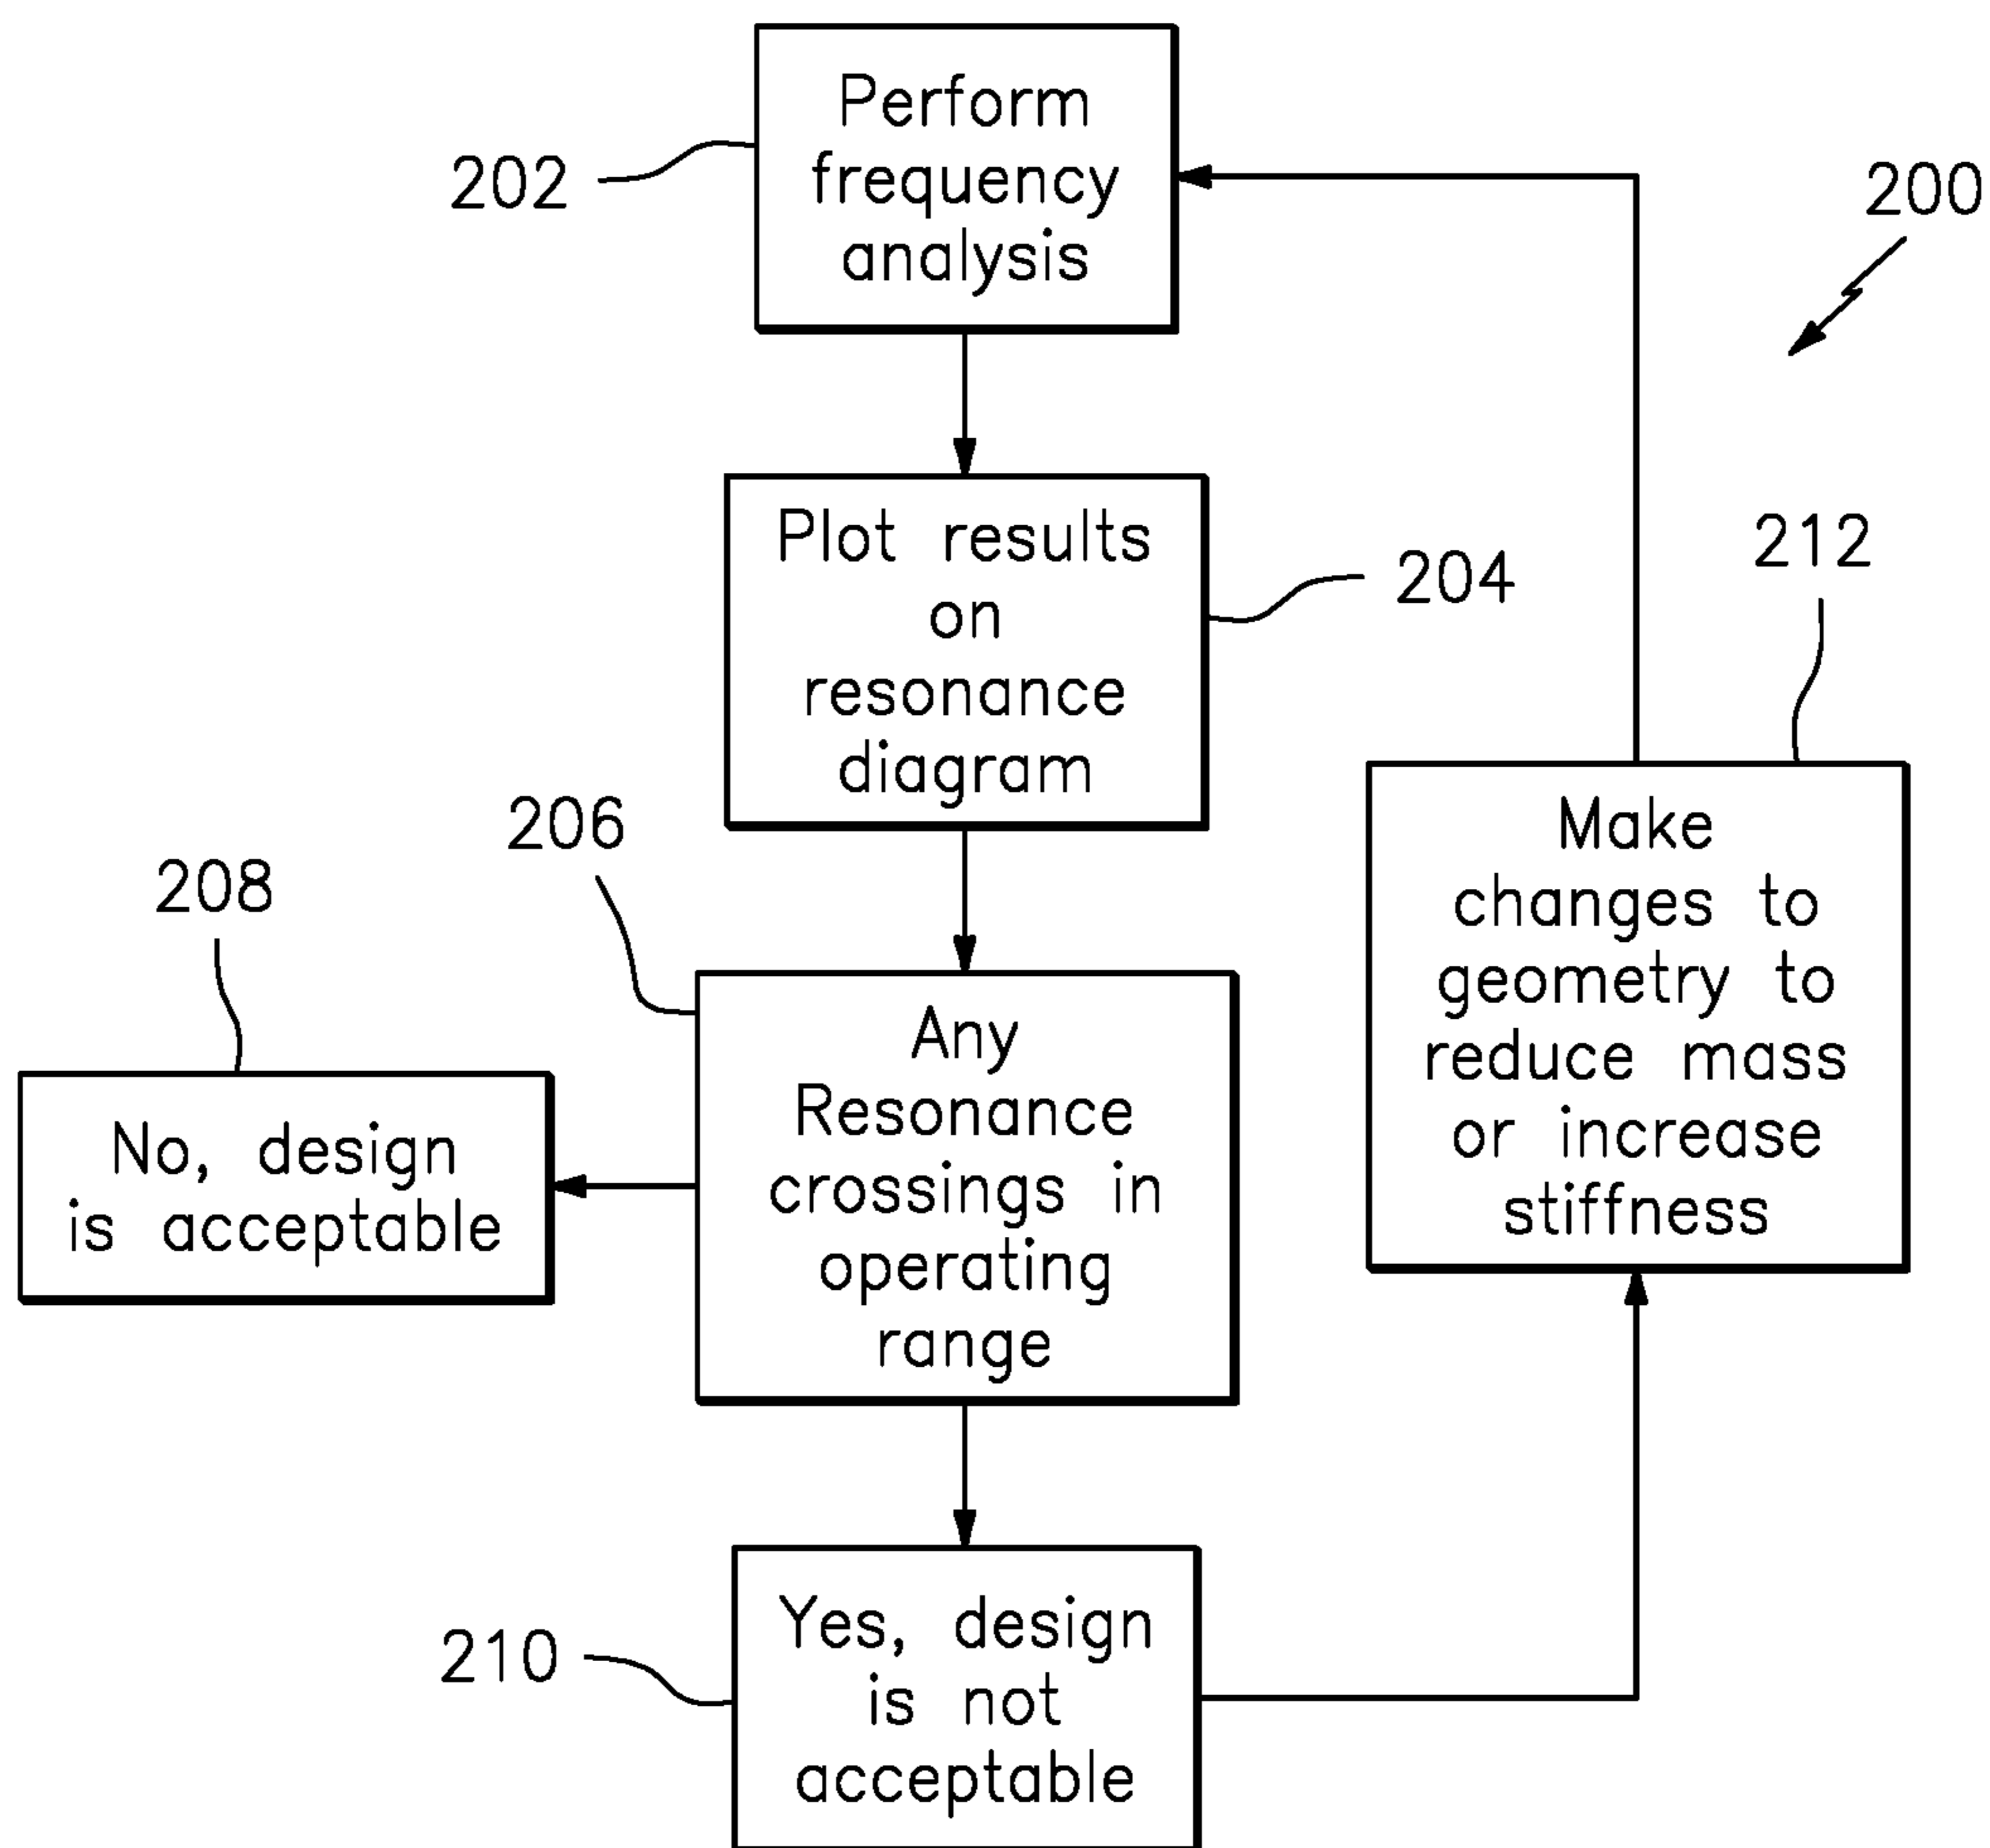 Perform
frequency
analysis
202
200
Plot results
on
resonance
diagram
204
212
206
208
Make
changes to
geometry to
reduce mass
or increase
stiffness
Any
Resonance
crossings in
operating
range
No, design
is acceptable
Yes, design
is not
acceptable
210